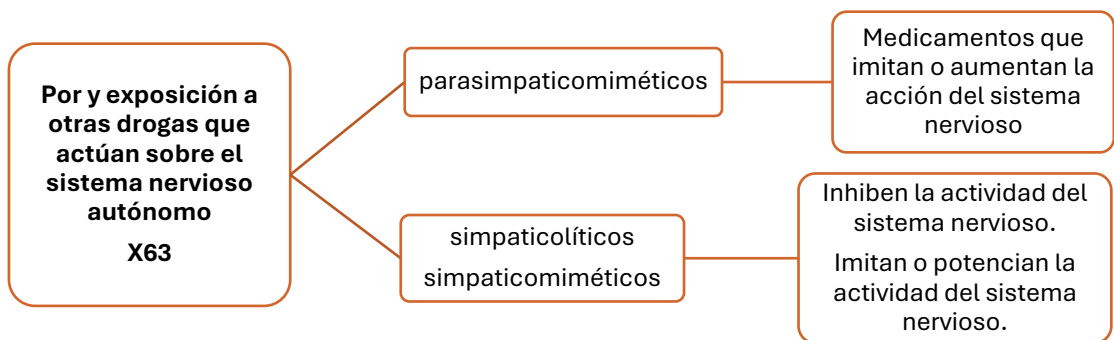 Por y exposición a
otras drogas que
actúan sobre el
sistema nervioso
autónomo
X63
parasimpaticomiméticos
Medicamentos que
imitan o aumentan la
acción del sistema
nervioso
simpaticolíticos
simpaticomiméticos
Inhiben la actividad del
sistema nervioso.
Imitan o potencian la
actividad del sistema
nervioso.